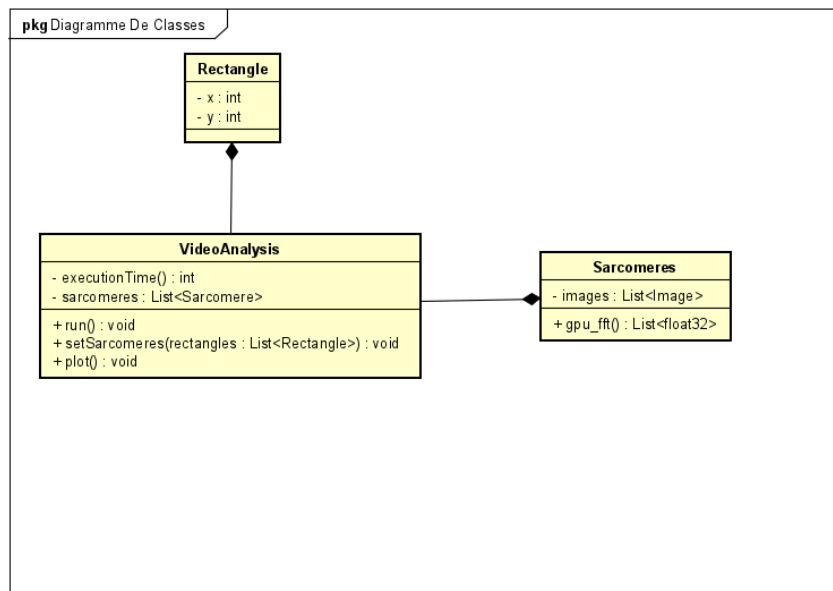 pkg Diagramme De Classes
Rectangle
- x : int
- y : int
VideoAnalysis
- executionTime() : int
- sarcomeres : List<Sarcomere>
+ run() : void
+ setSarcomeres(rectangles : List<Rectangle>) : void
+ plot() : void
Sarcomeres
- images : List<Image>
+ gpu_fft() : List<float32>